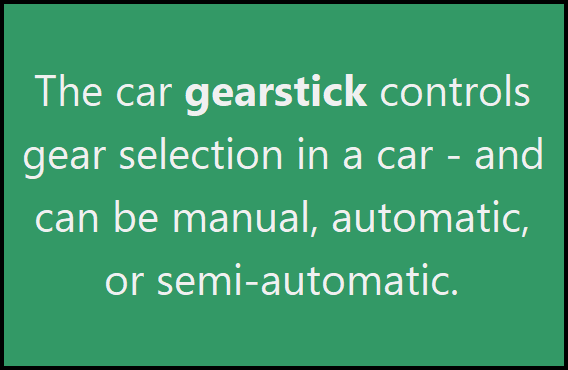 The car gearstick controls
gear selection in a car - and
can be manual, automatic,
or semi-automatic.